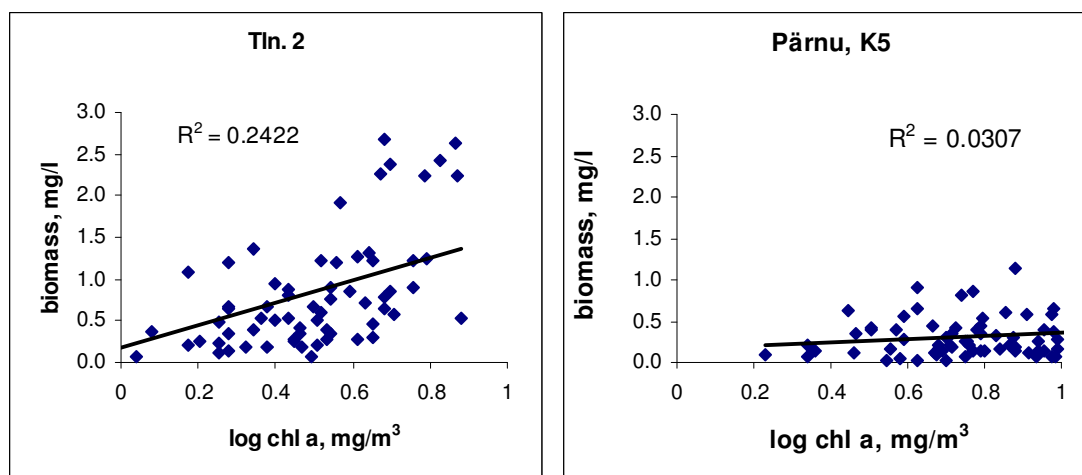 Tln. 2
R² = 0.2422
biomass, mg/l
3.0
2.5
2.0
1.5
1.0
0.5
0.0
0 0.2 0.4 0.6 0.8 1
log chl a, mg/m³
Pärnu, K5
R² = 0.0307
biomass, mg/l
3.0
2.5
2.0
1.5
1.0
0.5
0.0
0 0.2 0.4 0.6 0.8 1
log chl a, mg/m³